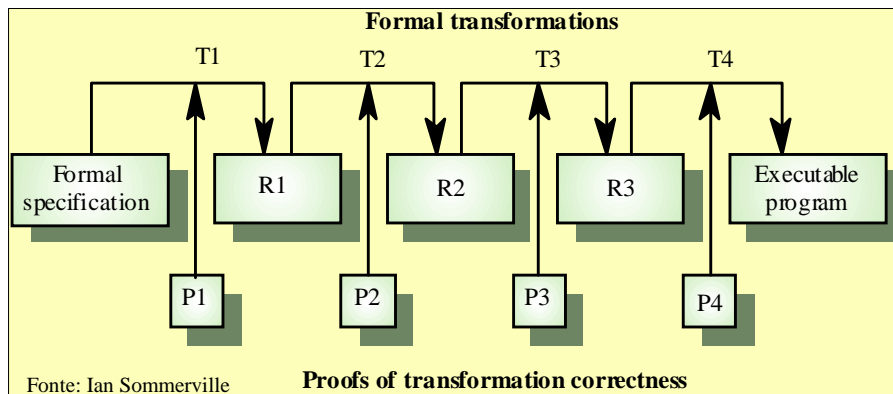 Formal transformations
T1 T2 T3 T4
Formal
specification
R1
R2
R3
Executable
program
P1 P2 P3 P4
Fonte: Ian Sommerville
Proofs of transformation correctness